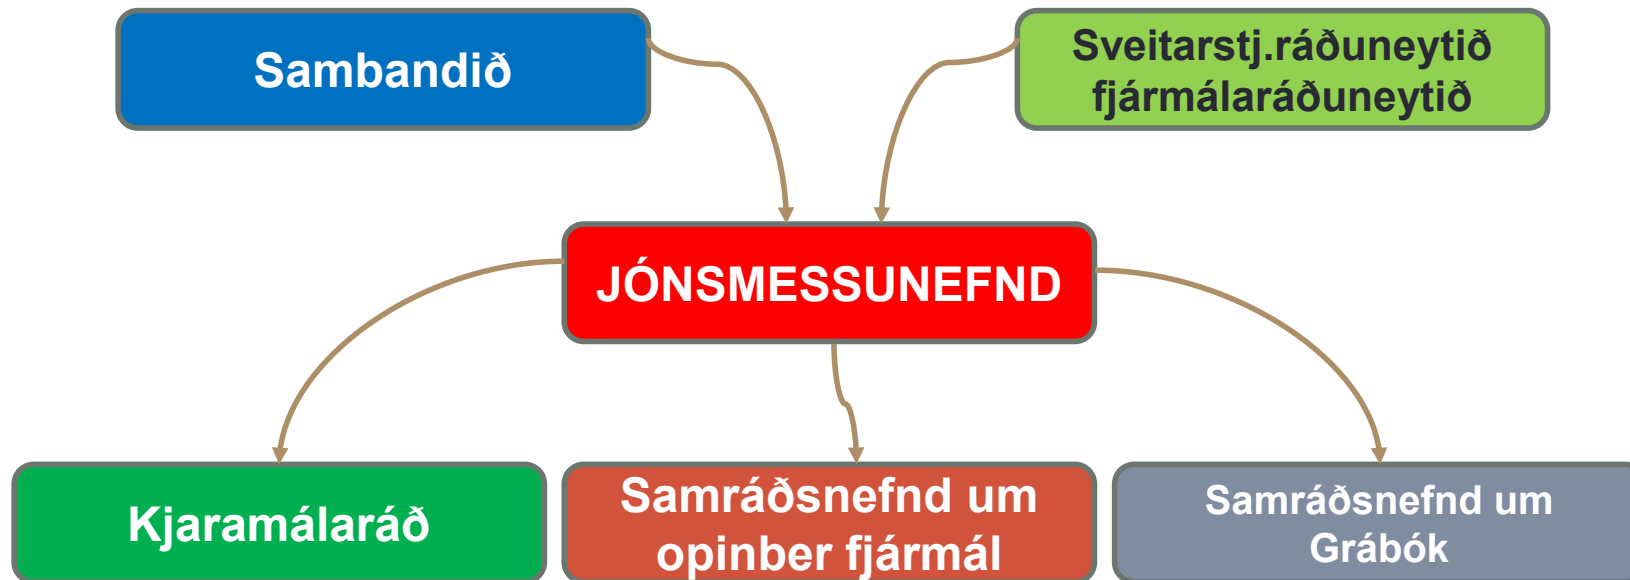 Sambandið
Sveitarstj.ráðuneytið
fjármálaráðuneytið
JÓNSMESSUNEFND
Kjaramálaráð
Samráðsnefnd um
opinber fjármál
Samráðsnefnd um
Grábók